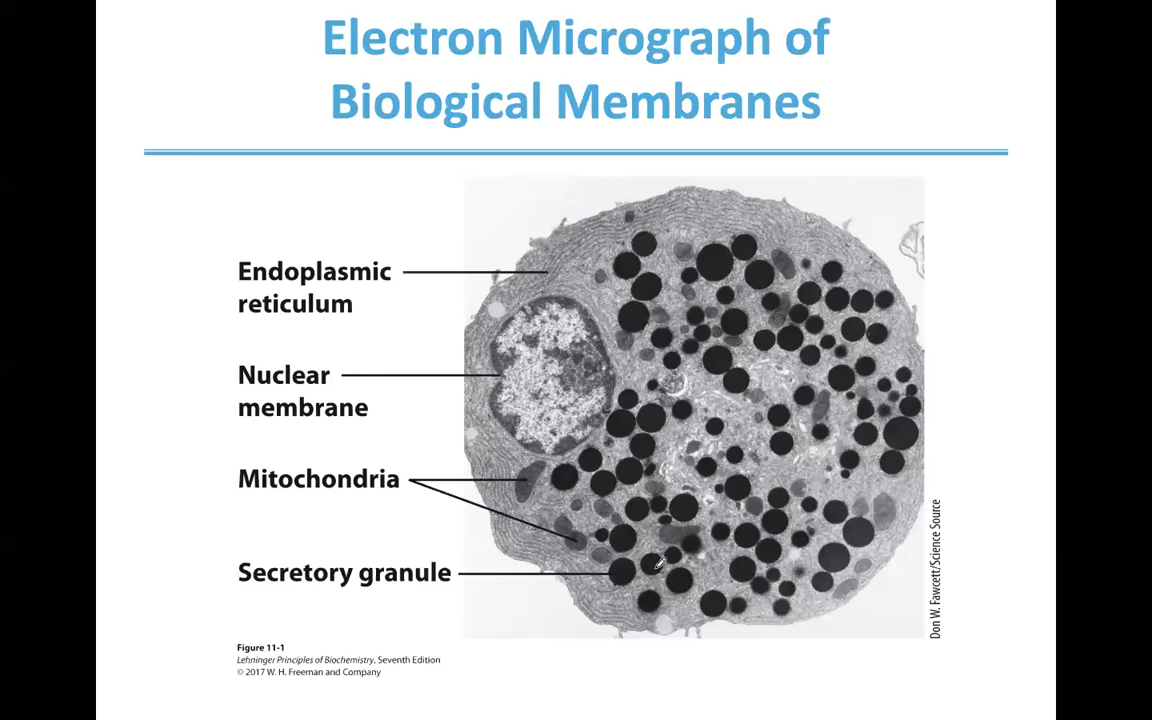 Electron Micrograph of
Biological Membranes
Endoplasmic
reticulum
Nuclear
membrane
Mitochondria
Secretory granule
Don W. Fawcett/Science Source
Figure 11-1
Lehninger Principles of Biochemistry, Seventh Edition
© 2017 W. H. Freeman and Company